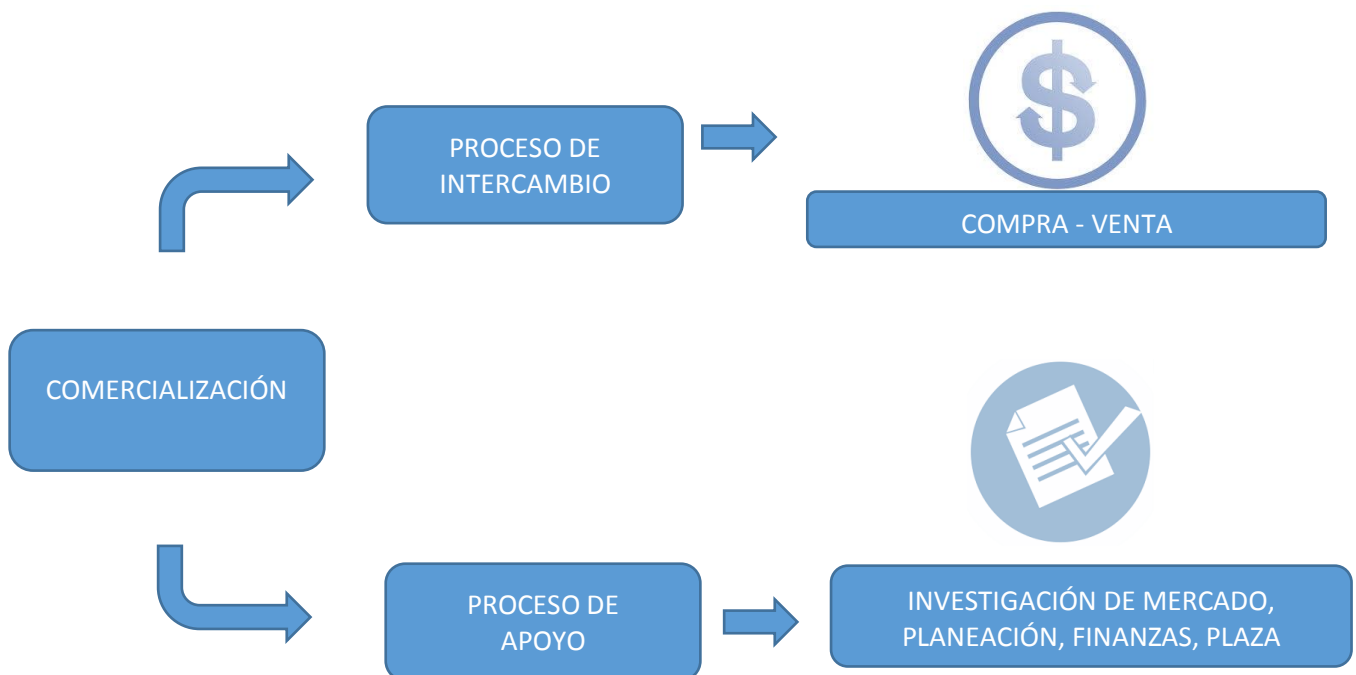 PROCESO DE
INTERCAMBIO
$
COMPRA - VENTA
COMERCIALIZACIÓN
PROCESO DE
APOYO
INVESTIGACIÓN DE MERCADO,
PLANEACIÓN, FINANZAS, PLAZA